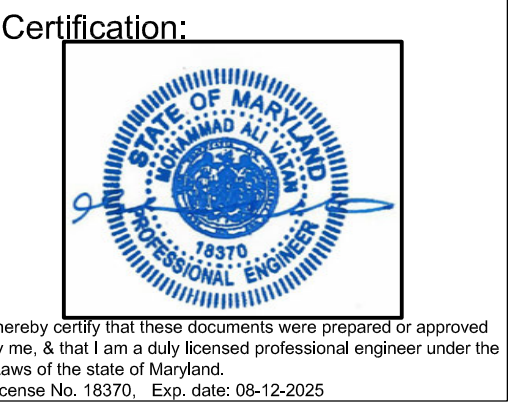 Certification:
STATE OF MARYLAND
MOHAMMAD ALI VATAN
18370
PROFESSIONAL ENGINEER
hereby certify that these documents were prepared or approved
y me, & that I am a duly licensed professional engineer under the
aws of the state of Maryland.
cense No. 18370, Exp. date: 08-12-2025